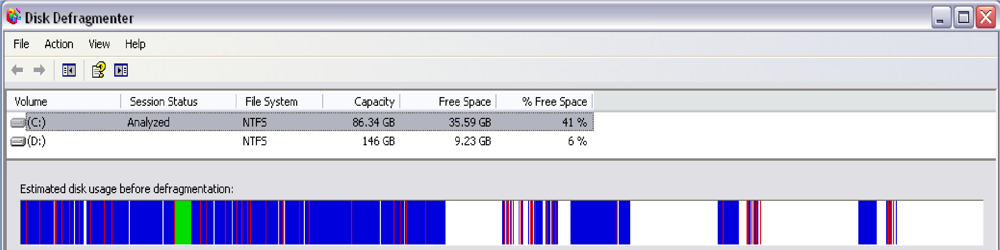 Disk Defragmenter
File Action View Help
Volume Session Status File System Capacity Free Space % Free Space
(C:) Analyzed NTFS 86.34 GB 35.59 GB 41 %
(D:) NTFS 146 GB 9.23 GB 6 %
Estimated disk usage before defragmentation: